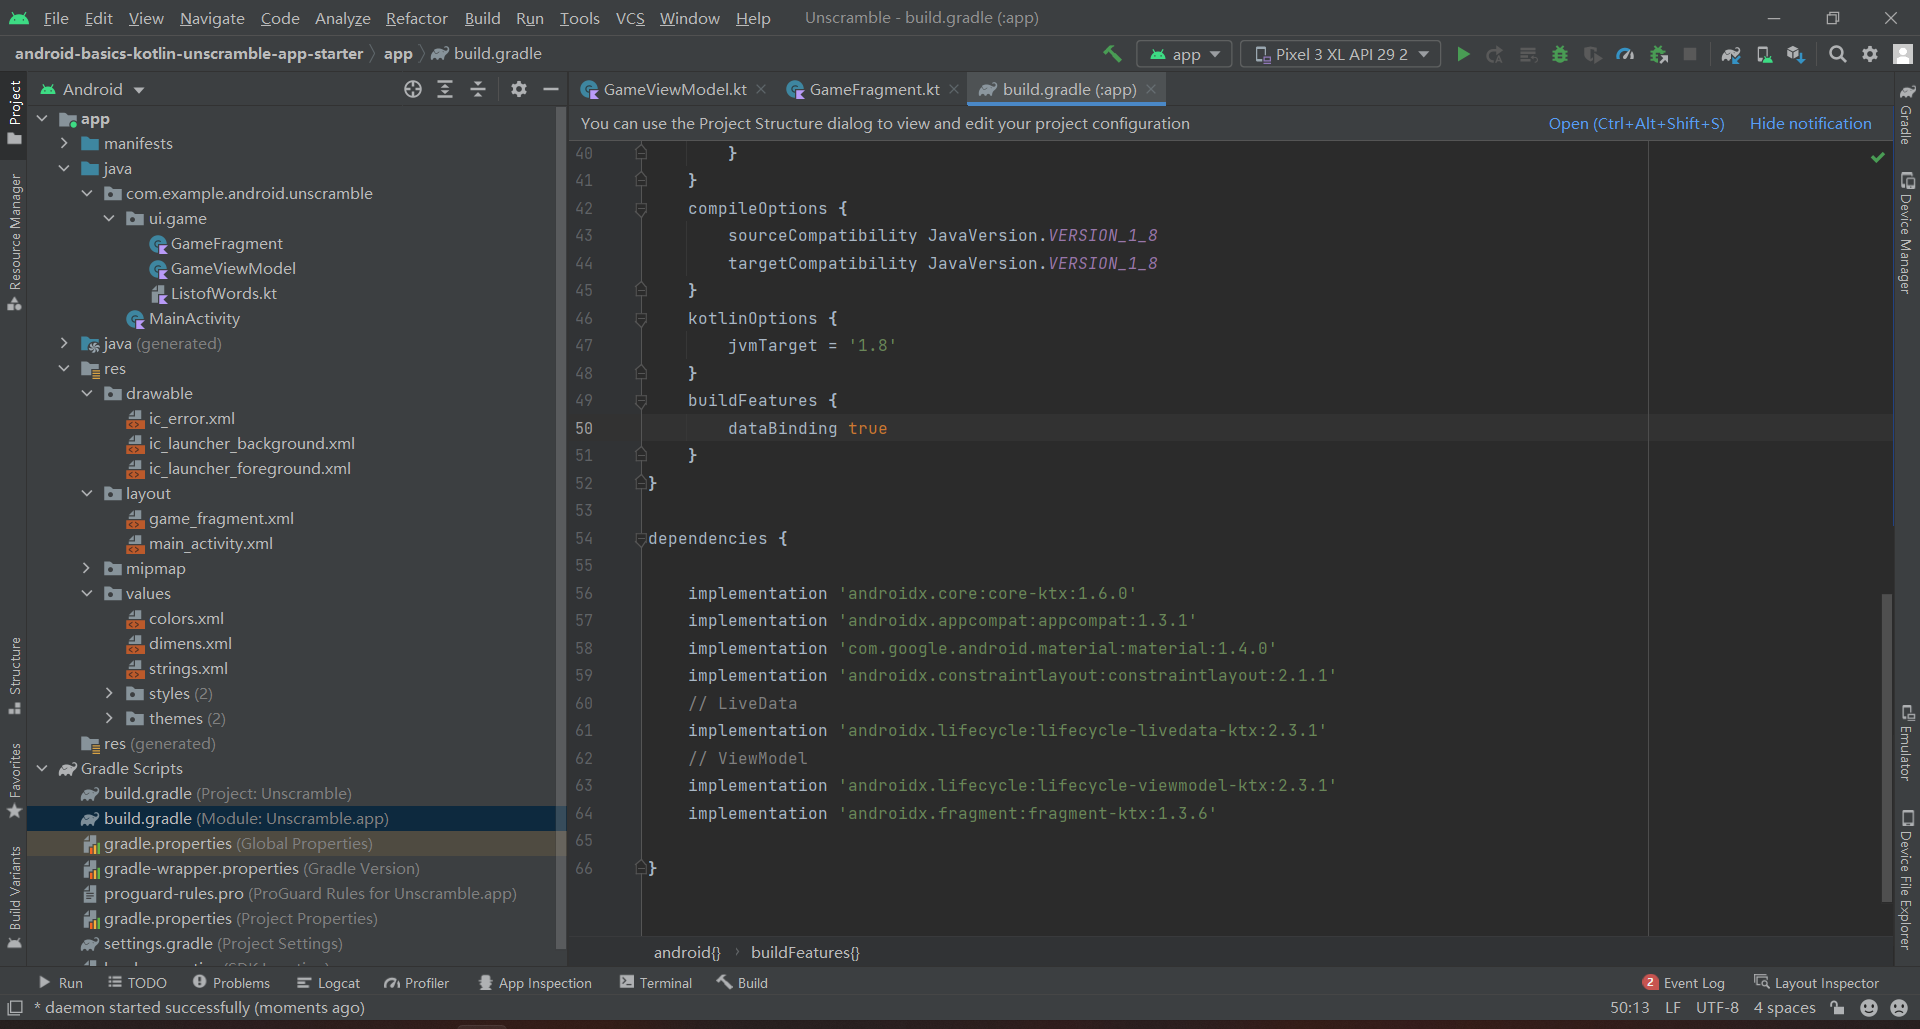 File Edit View Navigate Code Analyze Refactor Build Run Tools VCS Window Help Unscramble - build.gradle (:app)
android-basics-kotlin-unscramble-app-starter app build.gradle app Pixel 3 XL API 29 2
Project
Resource Manager
Structure
Favorites
Build Variants
Android
app
manifests
java
com.example.android.unscramble
ui.game
GameFragment
GameViewModel
ListofWords.kt
MainActivity
java (generated)
res
drawable
ic_error.xml
ic_launcher_background.xml
ic_launcher_foreground.xml
layout
game_fragment.xml
main_activity.xml
mipmap
values
colors.xml
dimens.xml
strings.xml
styles (2)
themes (2)
res (generated)
Gradle Scripts
build.gradle (Project: Unscramble)
build.gradle (Module: Unscramble.app)
gradle.properties (Global Properties)
gradle-wrapper.properties (Gradle Version)
proguard-rules.pro (ProGuard Rules for Unscramble.app)
gradle.properties (Project Properties)
settings.gradle (Project Settings)
GameViewModel.kt GameFragment.kt build.gradle (:app)
You can use the Project Structure dialog to view and edit your project configuration Open (Ctrl+Alt+Shift+S) Hide notification
40 }
41 }
42 compileOptions {
43 sourceCompatibility JavaVersion.VERSION_1_8
44 targetCompatibility JavaVersion.VERSION_1_8
45 }
46 kotlinOptions {
47 jvmTarget = '1.8'
48 }
49 buildFeatures {
50 dataBinding true
51 }
52 }
53
54 dependencies {
55
56 implementation 'androidx.core:core-ktx:1.6.0'
57 implementation 'androidx.appcompat:appcompat:1.3.1'
58 implementation 'com.google.android.material:material:1.4.0'
59 implementation 'androidx.constraintlayout:constraintlayout:2.1.1'
60 // LiveData
61 implementation 'androidx.lifecycle:lifecycle-livedata-ktx:2.3.1'
62 // ViewModel
63 implementation 'androidx.lifecycle:lifecycle-viewmodel-ktx:2.3.1'
64 implementation 'androidx.fragment:fragment-ktx:1.3.6'
65
66 }
android{} buildFeatures{}
Gradle
Device Manager
Emulator
Device File Explorer
Run TODO Problems Logcat Profiler App Inspection Terminal Build 2 Event Log Layout Inspector
* daemon started successfully (moments ago) 50:13 LF UTF-8 4 spaces